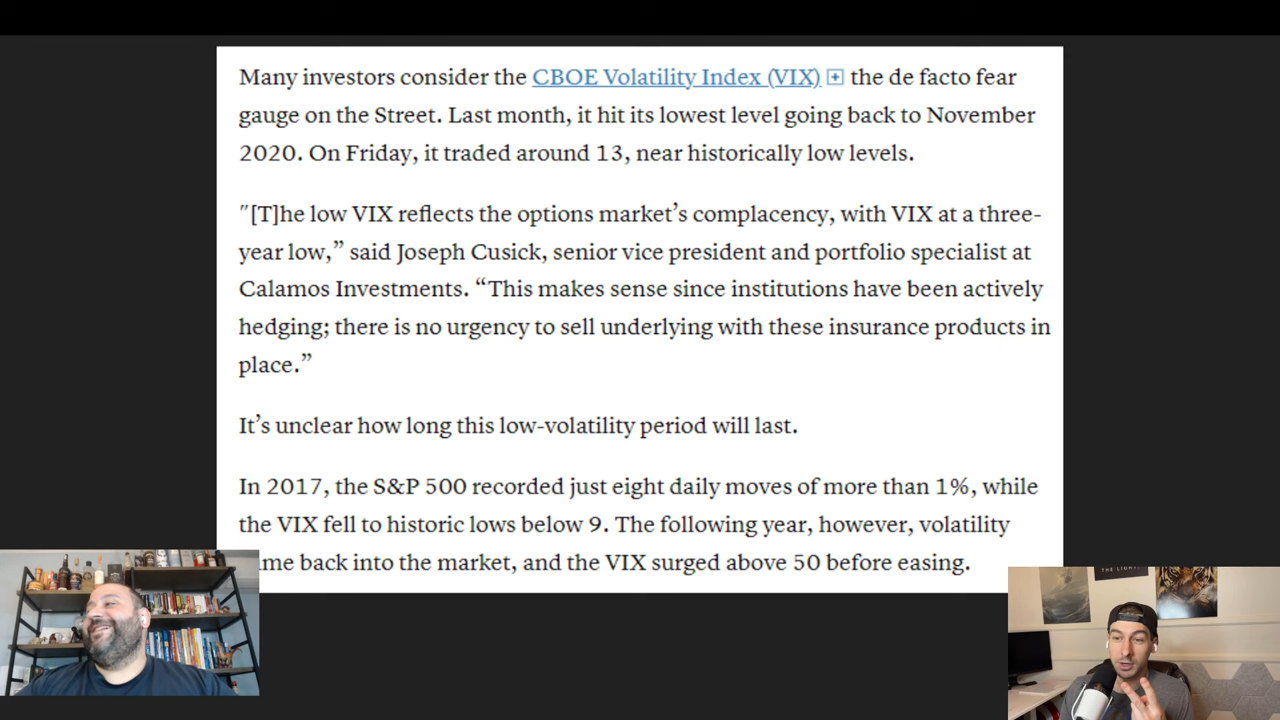 Many investors consider the CBOE Volatility Index (VIX) the de facto fear
gauge on the Street. Last month, it hit its lowest level going back to November
2020. On Friday, it traded around 13, near historically low levels.
"[T]he low VIX reflects the options market’s complacency, with VIX at a three-
year low,” said Joseph Cusick, senior vice president and portfolio specialist at
Calamos Investments. “This makes sense since institutions have been actively
hedging; there is no urgency to sell underlying with these insurance products in
place.”
It’s unclear how long this low-volatility period will last.
In 2017, the S&P 500 recorded just eight daily moves of more than 1%, while
the VIX fell to historic lows below 9. The following year, however, volatility
me back into the market, and the VIX surged above 50 before easing.
THE LIGH